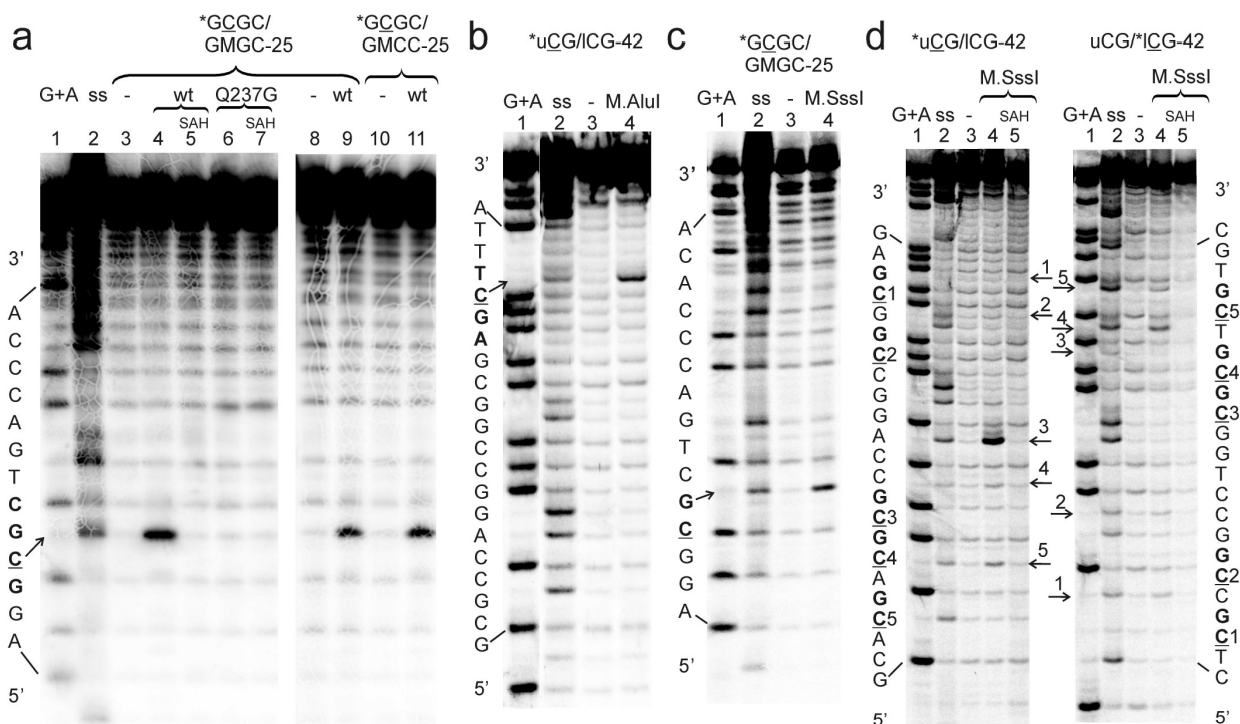 a
*GCGC/
GMGC-25
*GCGC/
GMCC-25
G+A ss - wt Q237G - wt - wt
SAH SAH
1 2 3 4 5 6 7 8 9 10 11
3'
A
C
C
C
A
G
T
C
G
C
G
G
A
5'
b
*uCG/ICG-42
G+A ss - M.AluI
1 2 3 4
3'
A
T
T
T
C
G
A
G
C
G
G
C
C
G
G
A
C
C
G
C
G
5'
c
*GCGC/
GMGC-25
G+A ss - M.SssI
1 2 3 4
3'
A
C
A
C
C
C
A
G
T
C
G
C
G
G
A
5'
d
*uCG/ICG-42
M.SssI
G+A ss - SAH
1 2 3 4 5
3'
G
A
G
C1
G
G
C2
C
G
G
A
C
C
G
C3
G
C4
A
G
C5
A
C
G
5'
1
2
3
4
5
uCG/*ICG-42
M.SssI
G+A ss - SAH
1 2 3 4 5
5
4
3
2
1
3'
C
G
T
G
C5
T
G
C4
G
C3
G
G
T
C
C
G
G
C2
C
G
C1
T
C
5'